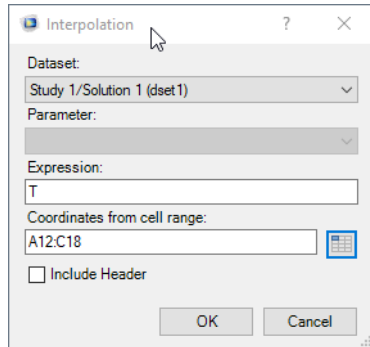 Interpolation
Dataset:
Study 1/Solution 1 (dset1)
Parameter:
Expression:
T
Coordinates from cell range:
A12:C18
Include Header
OK Cancel